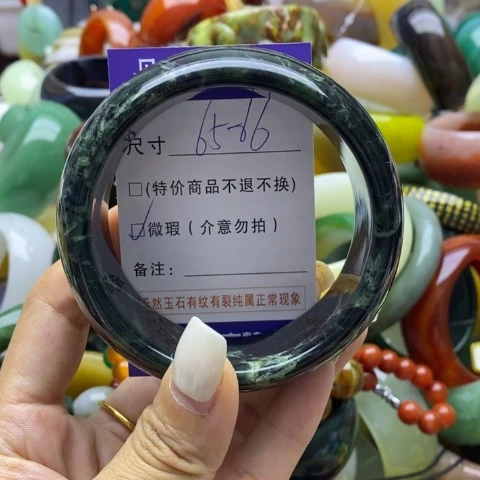 尺寸 65-66
□(特价商品不退不换)
☑微瑕(介意勿拍)
备注:
天然玉石有纹有裂纯属正常现象